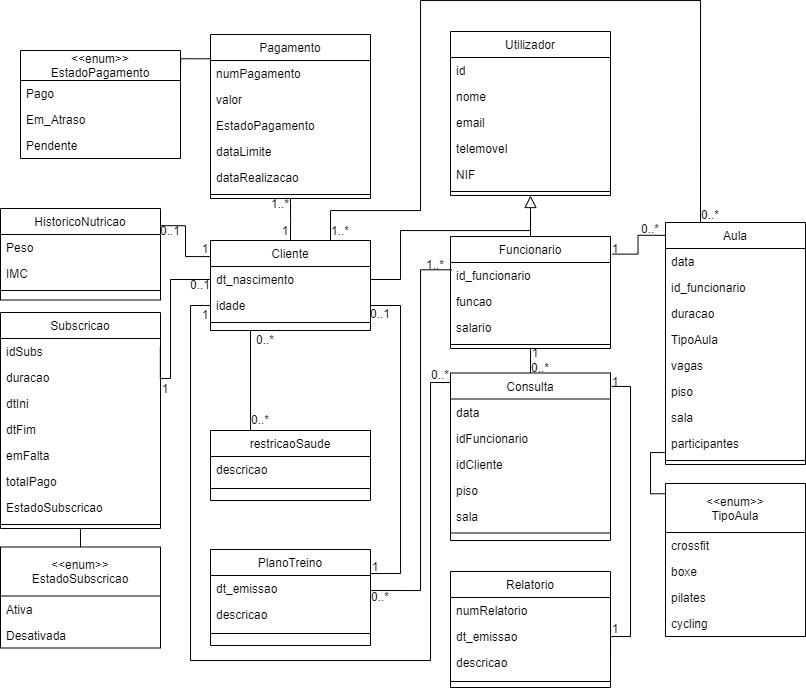 <<enum>>
EstadoPagamento
Pago
Em_Atraso
Pendente
Pagamento
numPagamento
valor
EstadoPagamento
dataLimite
dataRealizacao
1..*
1
Utilizador
id
nome
email
telemovel
NIF
HistoricoNutricao
Peso
IMC
0..1
1
Cliente
dt_nascimento
idade
1..*
0..1
1
0..1
0..*
Funcionario
id_funcionario
funcao
salario
1..*
1
0..*
1
0..*
0..*
Aula
data
id_funcionario
duracao
TipoAula
vagas
piso
sala
participantes
Subscricao
idSubs
duracao
dtIni
dtFim
emFalta
totalPago
EstadoSubscricao
1
<<enum>>
EstadoSubscricao
Ativa
Desativada
0..*
restricaoSaude
descricao
PlanoTreino
dt_emissao
descricao
1
0..*
0..*
Consulta
data
idFuncionario
idCliente
piso
sala
1
Relatorio
numRelatorio
dt_emissao
descricao
1
<<enum>>
TipoAula
crossfit
boxe
pilates
cycling